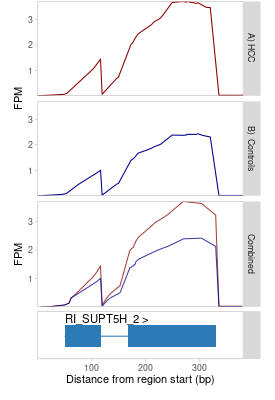 3
2
1
A) HCC
FPM
3
2
1
B) Controls
3
2
1
Combined
FPM
RI_SUPT5H_2 >
0
100
200
300
Distance from region start (bp)